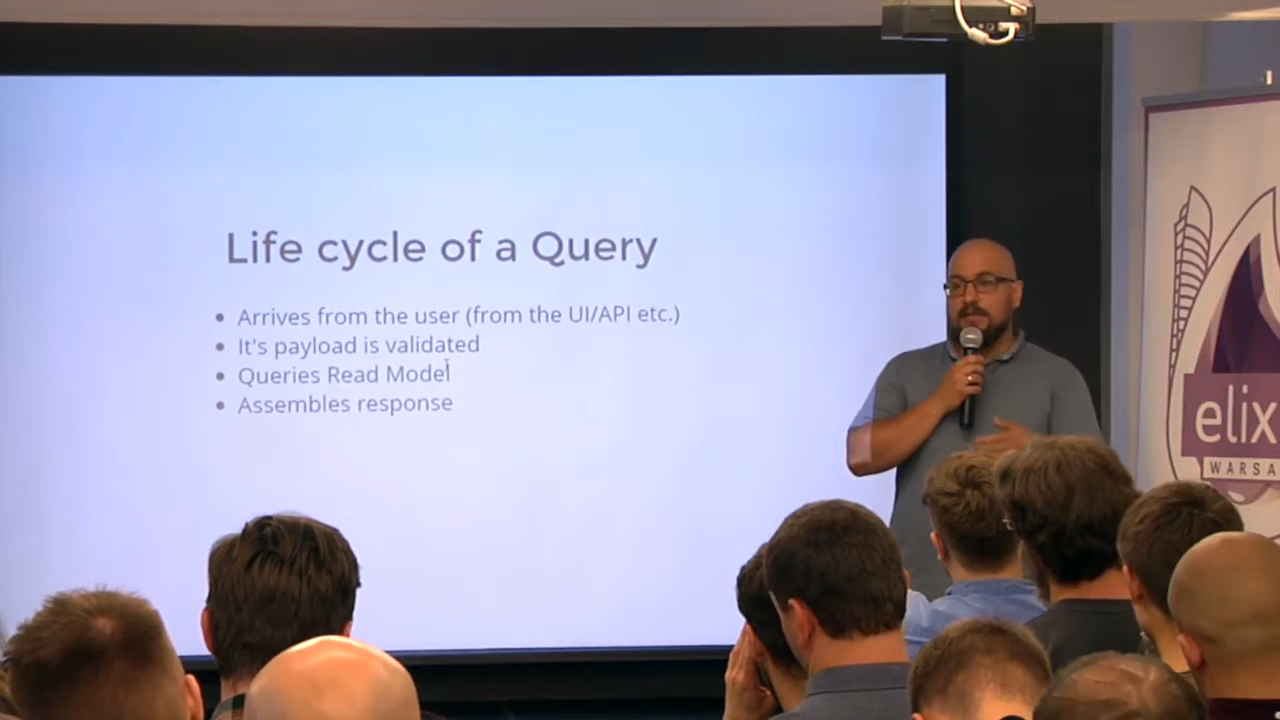 Life cycle of a Query
Arrives from the user (from the UI/API etc.)
It's payload is validated
Queries Read Model
Assembles response
elix
WARSA